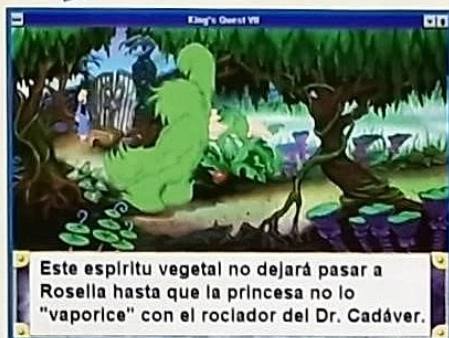 King's Quest VII
Este espíritu vegetal no dejará pasar a
Rosella hasta que la princesa no lo
"vaporice" con el rociador del Dr. Cadáver.